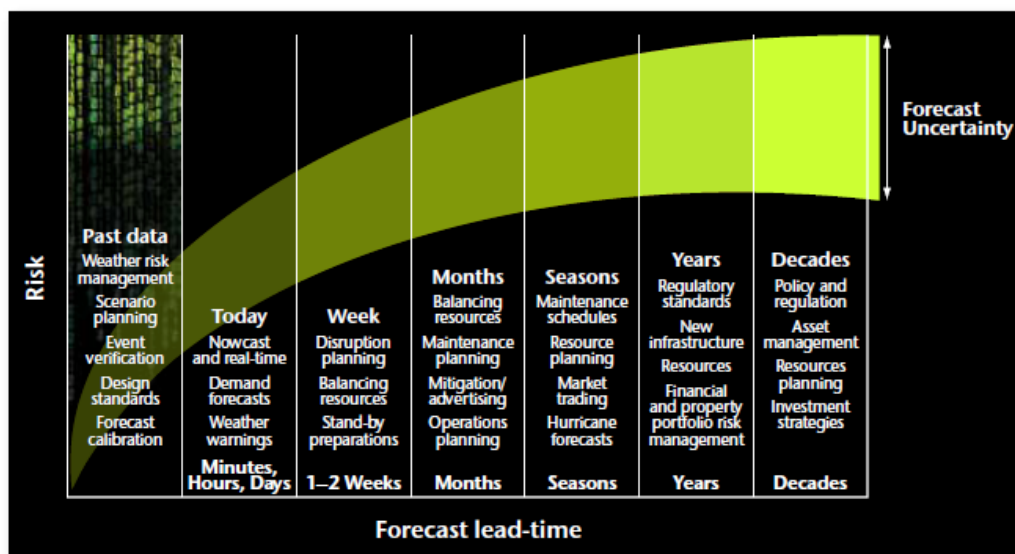 Forecast
Uncertainty
Risk
Past data
Weather risk
management
Scenario
planning
Event
verification
Design
standards
Forecast
calibration
Today
Nowcast
and real-time
Demand
forecasts
Weather
warnings
Minutes,
Hours, Days
Week
Disruption
planning
Balancing
resources
Stand-by
preparations
1–2 Weeks
Months
Balancing
resources
Maintenance
planning
Mitigation/
advertising
Operations
planning
Months
Seasons
Maintenance
schedules
Resource
planning
Market
trading
Hurricane
forecasts
Seasons
Years
Regulatory
standards
New
infrastructure
Resources
Financial
and property
portfolio risk
management
Years
Decades
Policy and
regulation
Asset
management
Resources
planning
Investment
strategies
Decades
Forecast lead-time